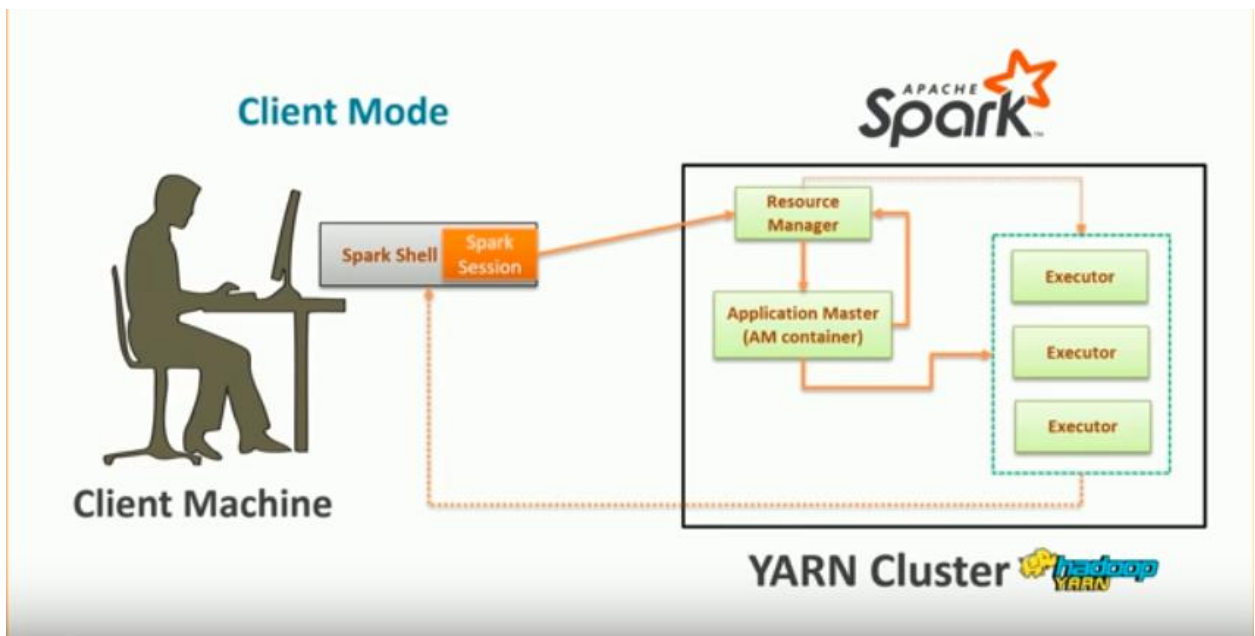 Client Mode
APACHE
Spark™
Spark Shell
Spark
Session
Resource
Manager
Application Master
(AM container)
Executor
Executor
Executor
Client Machine
YARN Cluster
hadoop
YARN